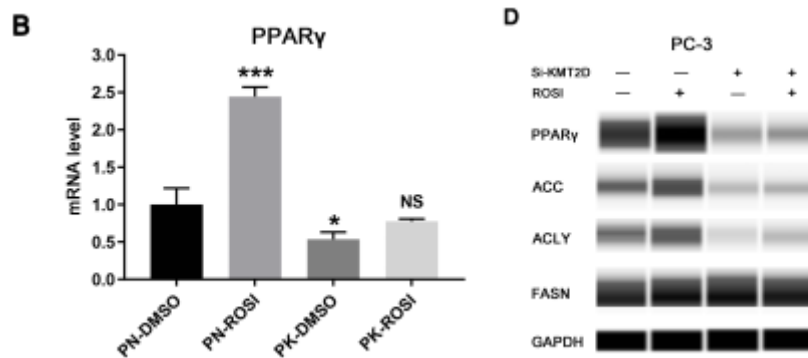 B
PPARγ
mRNA level
3.0
2.5
2.0
1.5
1.0
0.5
0.0
***
*
NS
PN-DMSO
PN-ROSI
PK-DMSO
PK-ROSI
D
PC-3
Si-KMT2D — — + +
ROSI — + — +
PPARγ
ACC
ACLY
FASN
GAPDH